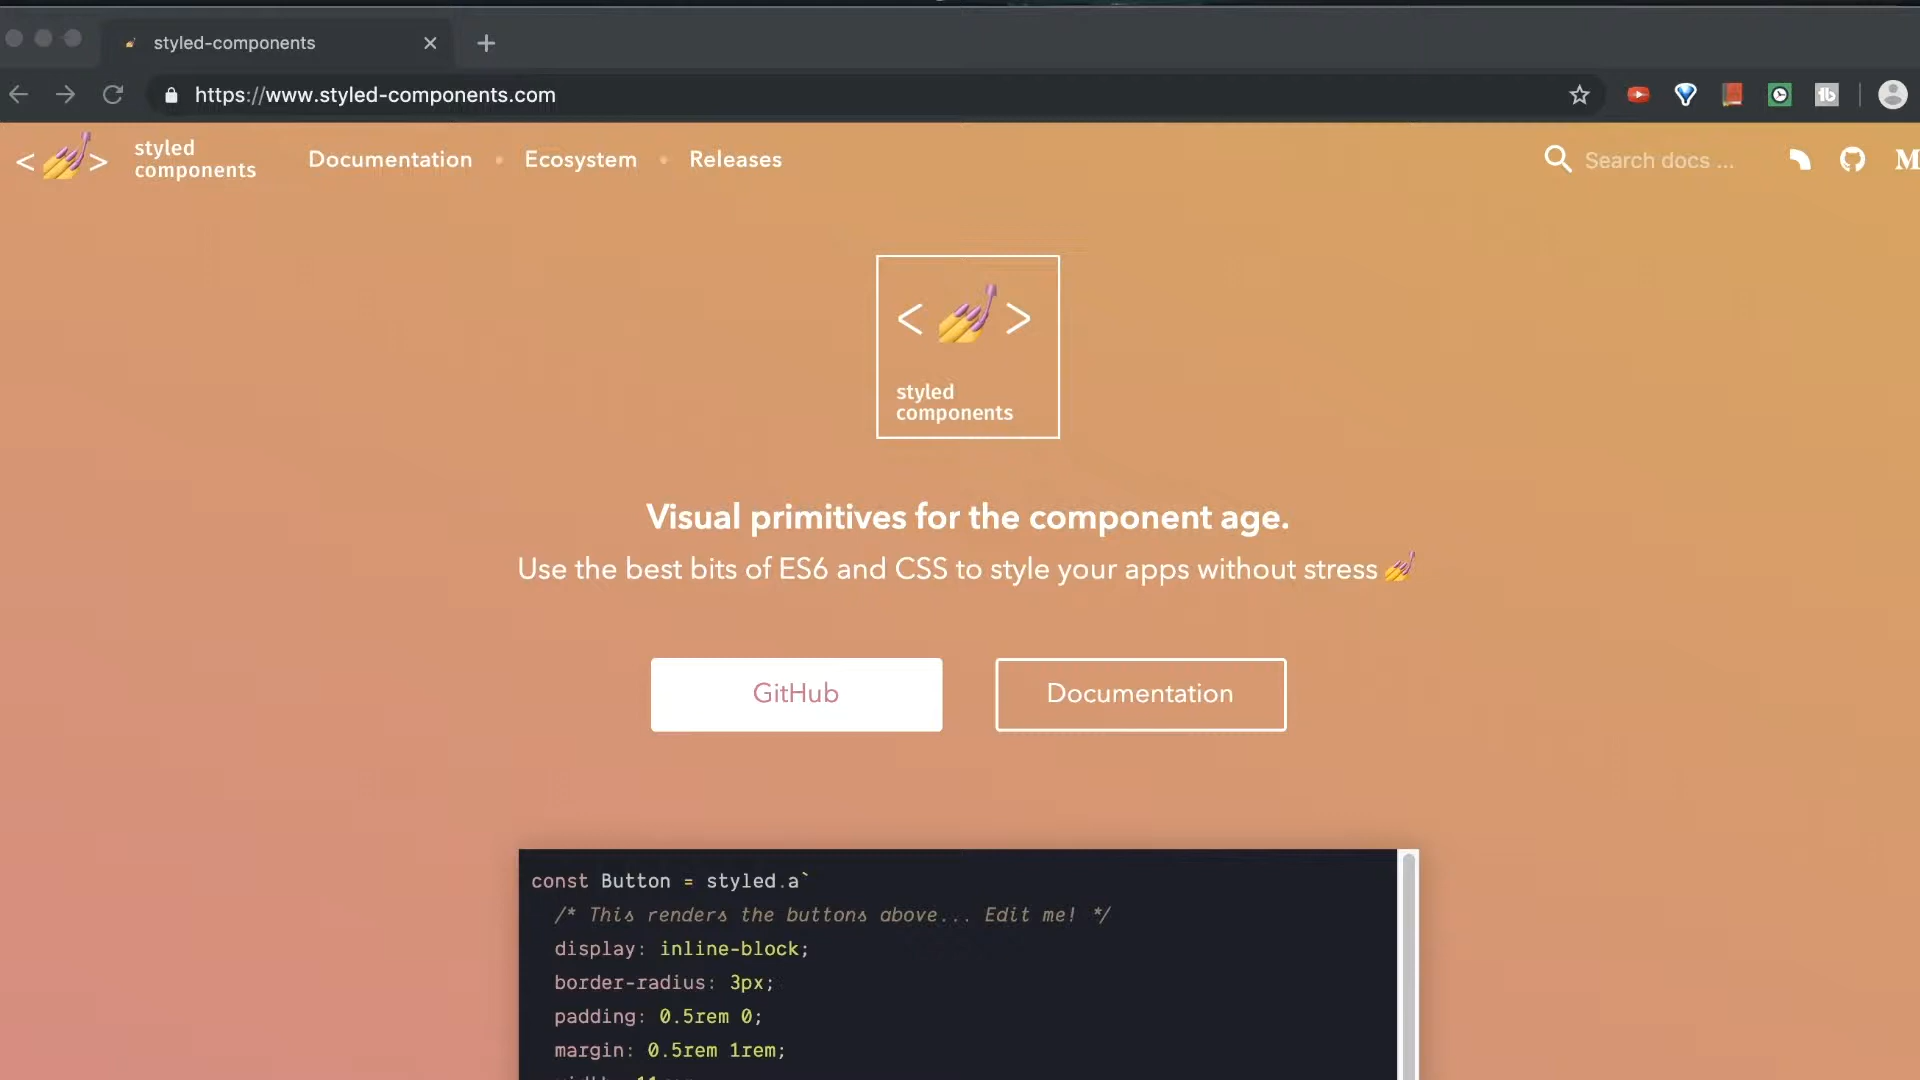 styled-components
https://www.styled-components.com
styled
components
Documentation • Ecosystem • Releases
Search docs ...
M
< >
styled
components
Visual primitives for the component age.
Use the best bits of ES6 and CSS to style your apps without stress 💅
GitHub
Documentation
const Button = styled.a`
/* This renders the buttons above... Edit me! */
display: inline-block;
border-radius: 3px;
padding: 0.5rem 0;
margin: 0.5rem 1rem;